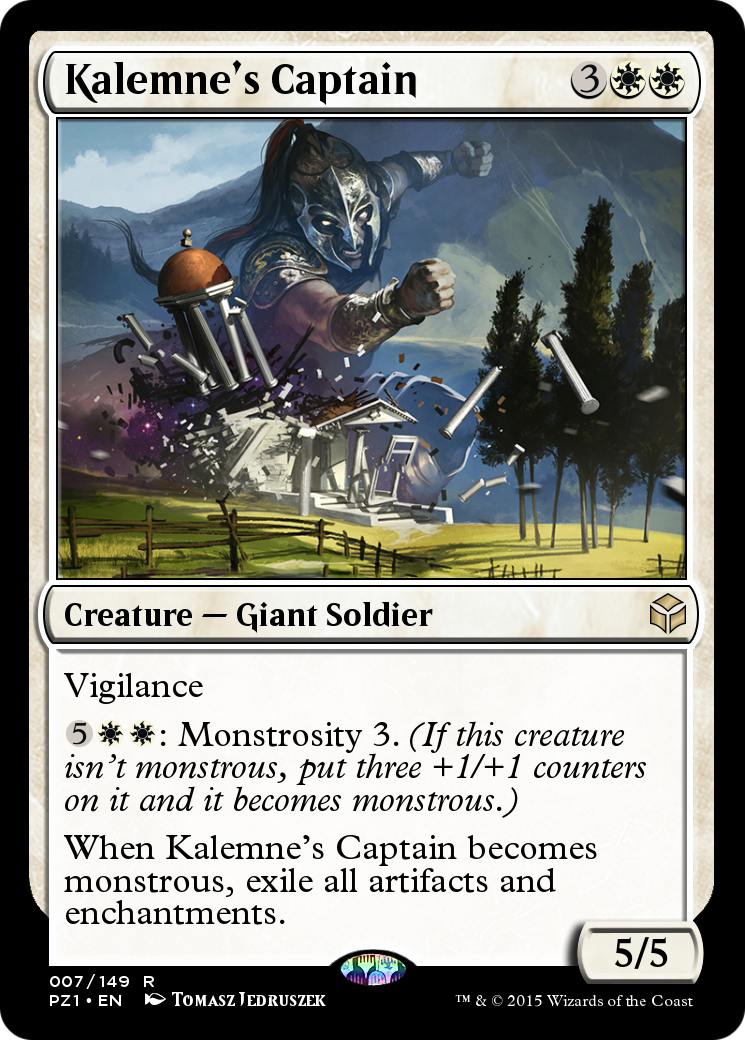 Kalemne's Captain 3
Creature — Giant Soldier
Vigilance
5: Monstrosity 3. (If this creature
isn't monstrous, put three +1/+1 counters
on it and it becomes monstrous.)
When Kalemne's Captain becomes
monstrous, exile all artifacts and
enchantments.
5/5
007/149 R
PZ1 • EN Tomasz Jedruszek
™ & © 2015 Wizards of the Coast